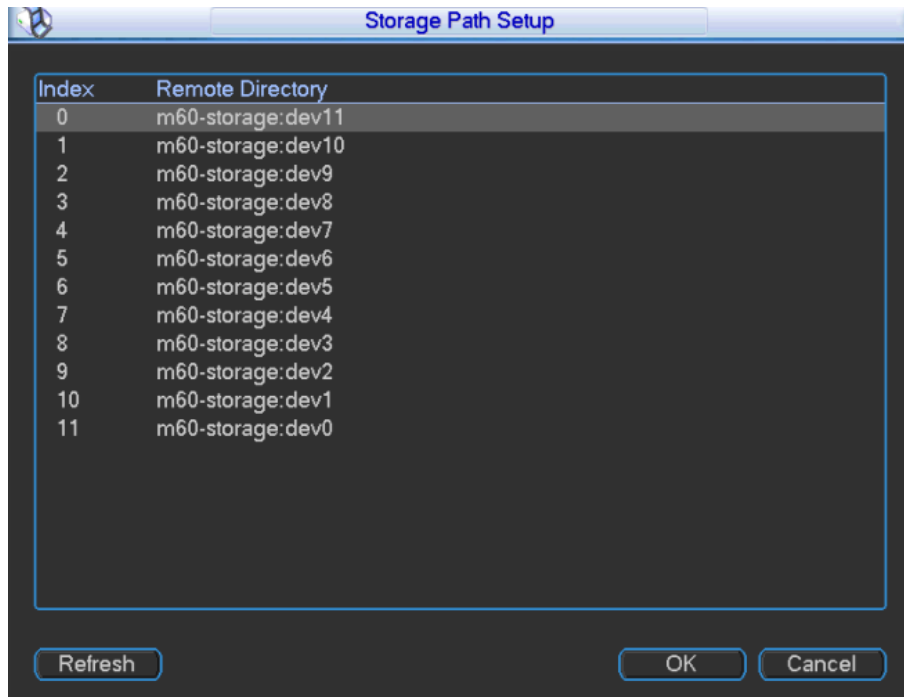 Storage Path Setup
Index Remote Directory
0 m60-storage:dev11
1 m60-storage:dev10
2 m60-storage:dev9
3 m60-storage:dev8
4 m60-storage:dev7
5 m60-storage:dev6
6 m60-storage:dev5
7 m60-storage:dev4
8 m60-storage:dev3
9 m60-storage:dev2
10 m60-storage:dev1
11 m60-storage:dev0
Refresh OK Cancel